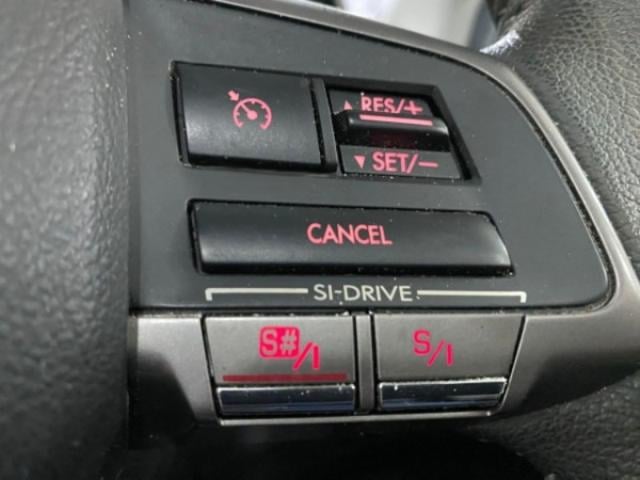 RES/+
SET/-
CANCEL
SI-DRIVE
S#/I
S/I